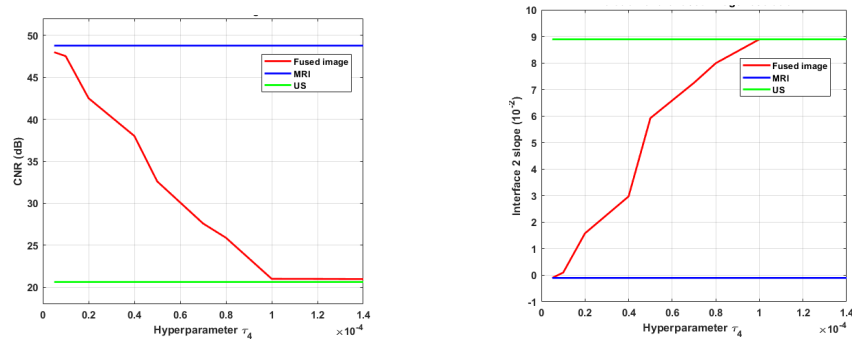 50
45
40
35
30
25
20
CNR (dB)
Fused image
MRI
US
0 0.2 0.4 0.6 0.8 1 1.2 1.4
Hyperparameter τ4
×10-4
10
9
8
7
6
5
4
3
2
1
0
-1
Interface 2 slope (10-2)
Fused image
MRI
US
0 0.2 0.4 0.6 0.8 1 1.2 1.4
Hyperparameter τ4
×10-4